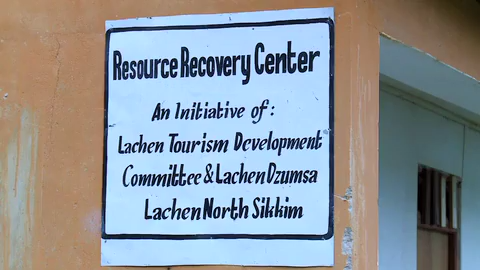 Resource Recovery Center
An Initiative of:
Lachen Tourism Development
Committee & Lachen Dzumsa
Lachen North Sikkim